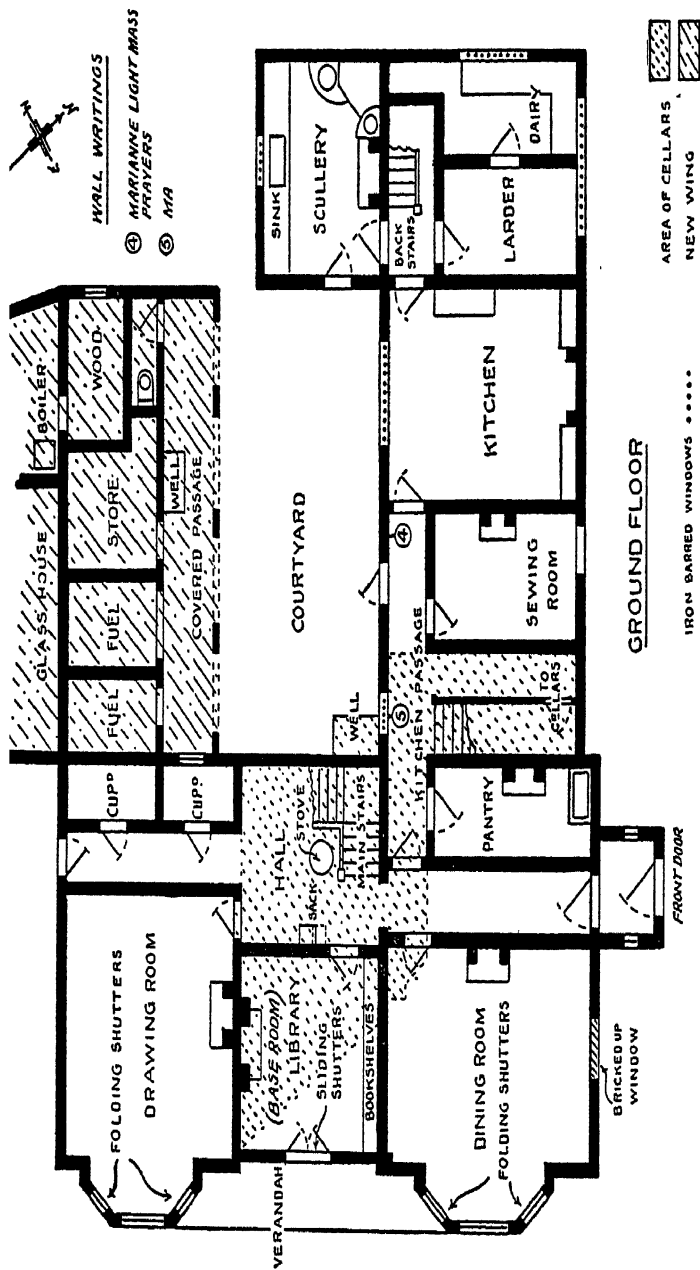 N
WALL WRITINGS
④ MARIANNE LIGHT MASS
PRAYERS
⑤ MA
GLASS HOUSE
BOILER
FUEL
FUEL
STORE
WOOD
WELL
COVERED PASSAGE
CUPD
CUPD
COURTYARD
WELL
SINK
SCULLERY
BACK
STAIRS
LARDER
DAIRY
KITCHEN
④
⑤
KITCHEN PASSAGE
SEWING
ROOM
TO
CELLARS
PANTRY
HALL
STOVE
MAIN STAIRS
SACK
FOLDING SHUTTERS
DRAWING ROOM
(BASE ROOM)
LIBRARY
SLIDING
SHUTTERS
BOOKSHELVES
VERANDAH
DINING ROOM
FOLDING SHUTTERS
BRICKED UP
WINDOW
FRONT DOOR
GROUND FLOOR
IRON BARRED WINDOWS •••••
AREA OF CELLARS
NEW WING